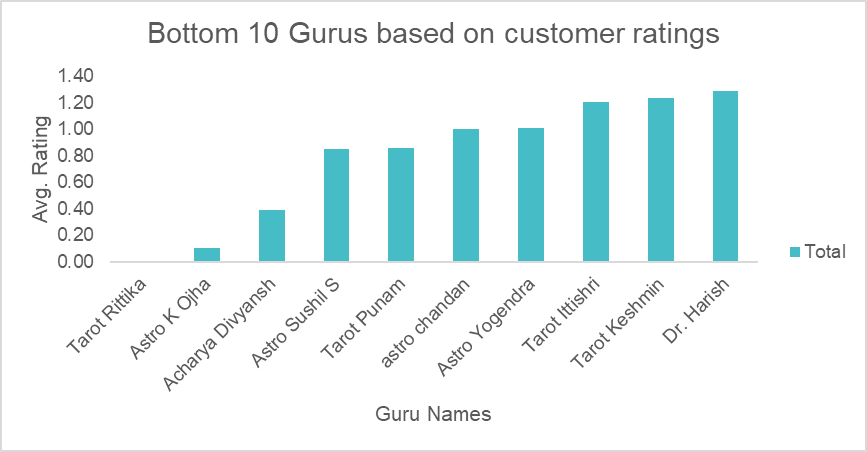 Bottom 10 Gurus based on customer ratings
1.40
1.20
1.00
0.80
0.60
0.40
0.20
0.00
Avg. Rating
Tarot Rittika
Astro K Ojha
Acharya Divyansh
Astro Sushil S
Tarot Punam
astro chandan
Astro Yogendra
Tarot Ittishri
Tarot Keshmin
Dr. Harish
Guru Names
Total